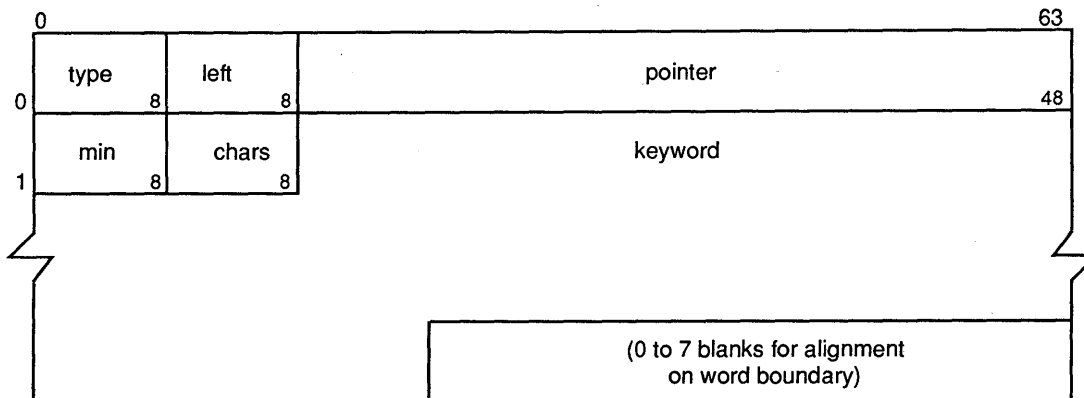 0 63
type left pointer
0 8 8 48
min chars keyword
1 8 8
(0 to 7 blanks for alignment
on word boundary)